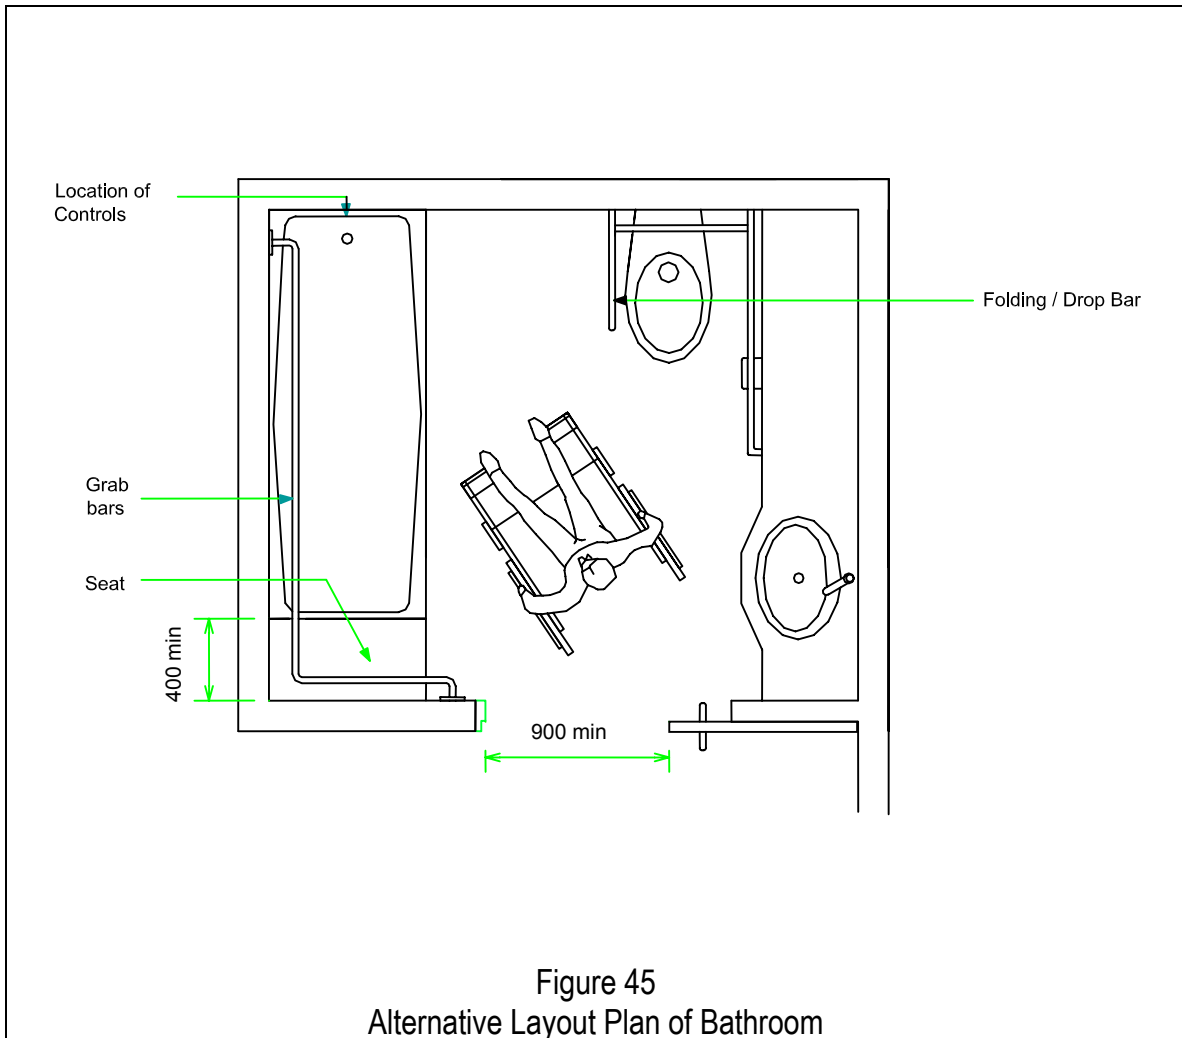 Location of
Controls
Folding / Drop Bar
Grab
bars
Seat
400 min
900 min
Figure 45
Alternative Layout Plan of Bathroom